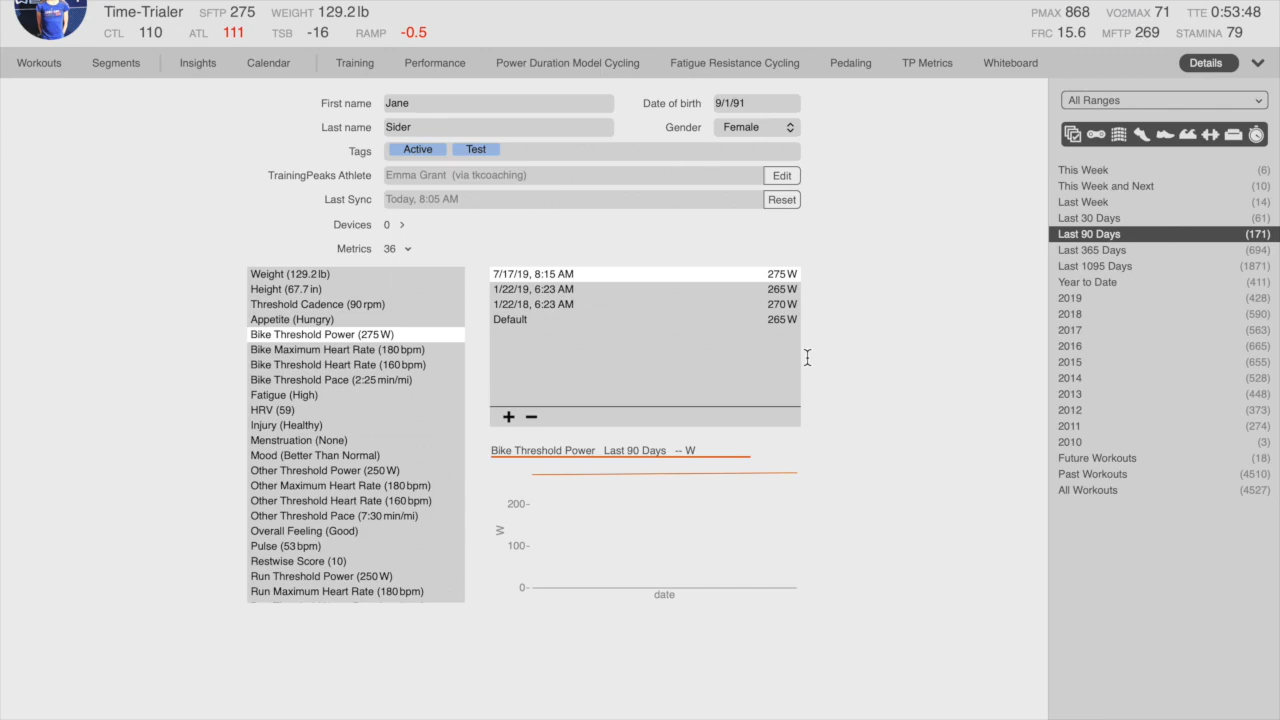 Time-Trialer SFTP 275 WEIGHT 129.2 lb PMAX 868 VO2MAX 71 TTE 0:53:48
CTL 110 ATL 111 TSB -16 RAMP -0.5 FRC 15.6 MFTP 269 STAMINA 79
Workouts Segments Insights Calendar Training Performance Power Duration Model Cycling Fatigue Resistance Cycling Pedaling TP Metrics Whiteboard Details
First name Jane Date of birth 9/1/91
Last name Sider Gender Female
Tags Active Test
TrainingPeaks Athlete Emma Grant (via tkcoaching) Edit
Last Sync Today, 8:05 AM Reset
Devices 0
Metrics 36
Weight (129.2 lb)
Height (67.7 in)
Threshold Cadence (90 rpm)
Appetite (Hungry)
Bike Threshold Power (275 W)
Bike Maximum Heart Rate (180 bpm)
Bike Threshold Heart Rate (160 bpm)
Bike Threshold Pace (2:25 min/mi)
Fatigue (High)
HRV (59)
Injury (Healthy)
Menstruation (None)
Mood (Better Than Normal)
Other Threshold Power (250 W)
Other Maximum Heart Rate (180 bpm)
Other Threshold Heart Rate (160 bpm)
Other Threshold Pace (7:30 min/mi)
Overall Feeling (Good)
Pulse (53 bpm)
Restwise Score (10)
Run Threshold Power (250 W)
Run Maximum Heart Rate (180 bpm)
7/17/19, 8:15 AM 275 W
1/22/19, 6:23 AM 265 W
1/22/18, 6:23 AM 270 W
Default 265 W
+ −
Bike Threshold Power Last 90 Days -- W
200-
W
100-
0-
date
All Ranges
This Week (6)
This Week and Next (10)
Last Week (14)
Last 30 Days (61)
Last 90 Days (171)
Last 365 Days (694)
Last 1095 Days (1871)
Year to Date (411)
2019 (428)
2018 (590)
2017 (563)
2016 (665)
2015 (655)
2014 (528)
2013 (448)
2012 (373)
2011 (274)
2010 (3)
Future Workouts (18)
Past Workouts (4510)
All Workouts (4527)